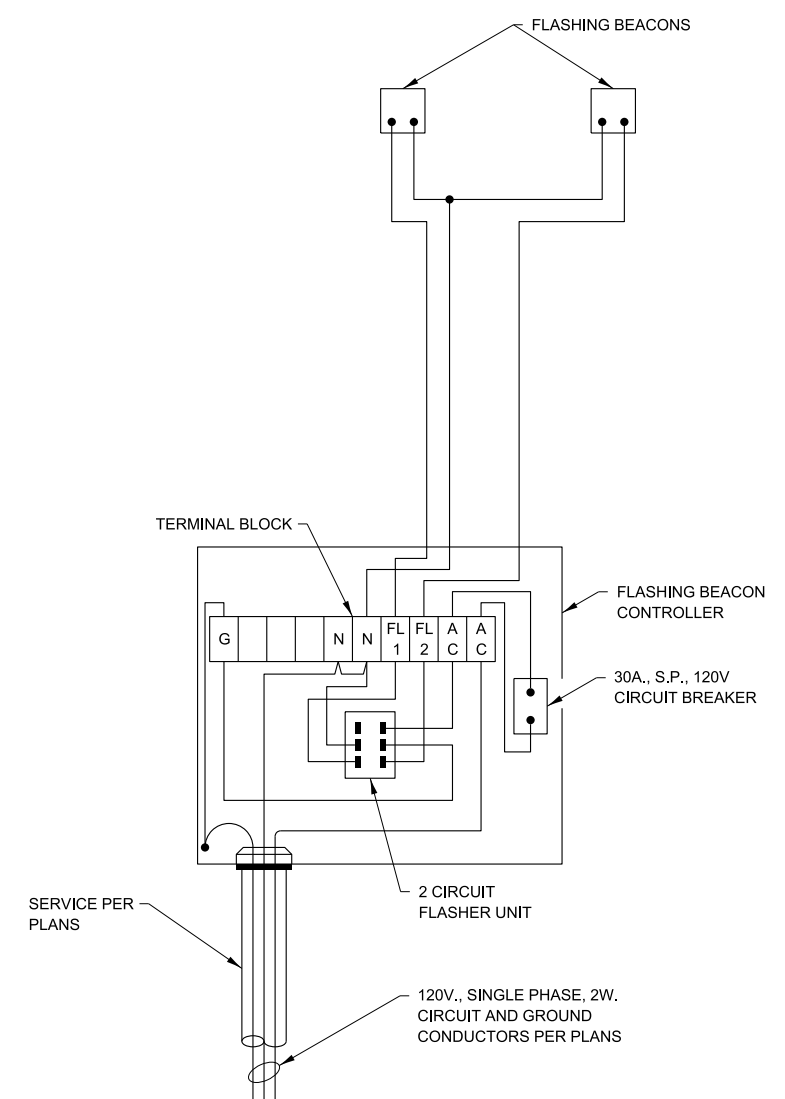 FLASHING BEACONS
TERMINAL BLOCK
FLASHING BEACON
CONTROLLER
G N N FL 1 FL 2 A C A C
30A., S.P., 120V
CIRCUIT BREAKER
2 CIRCUIT
FLASHER UNIT
SERVICE PER
PLANS
120V., SINGLE PHASE, 2W.
CIRCUIT AND GROUND
CONDUCTORS PER PLANS